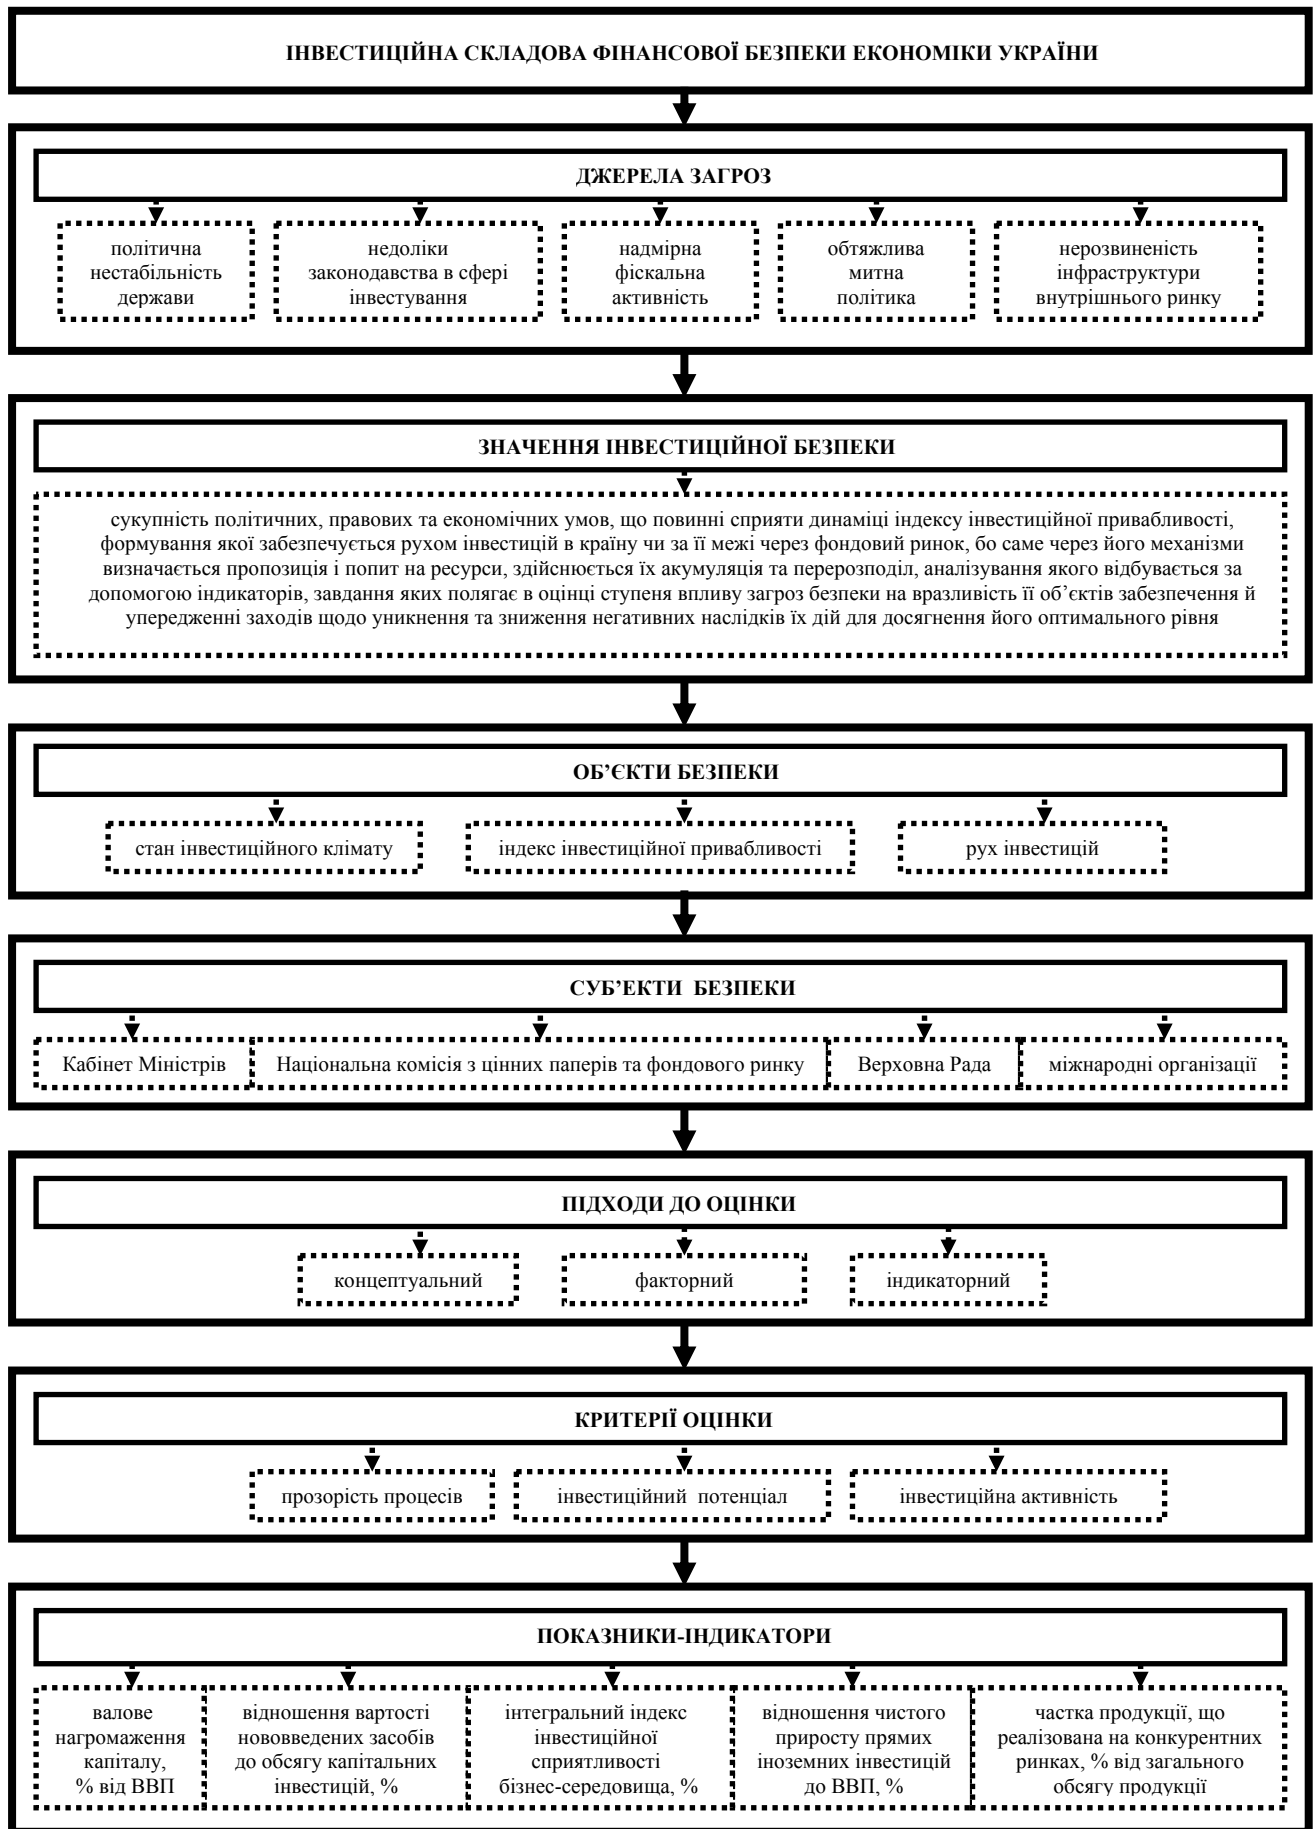 ІНВЕСТИЦІЙНА СКЛАДОВА ФІНАНСОВОЇ БЕЗПЕКИ ЕКОНОМІКИ УКРАЇНИ
ДЖЕРЕЛА ЗАГРОЗ
політична
нестабільність
держави
недоліки
законодавства в сфері
інвестування
надмірна
фіскальна
активність
обтяжлива
митна
політика
нерозвиненість
інфраструктури
внутрішнього ринку
ЗНАЧЕННЯ ІНВЕСТИЦІЙНОЇ БЕЗПЕКИ
сукупність політичних, правових та економічних умов, що повинні сприяти динаміці індексу інвестиційної привабливості,
формування якої забезпечується рухом інвестицій в країну чи за її межі через фондовий ринок, бо саме через його механізми
визначається пропозиція і попит на ресурси, здійснюється їх акумуляція та перерозподіл, аналізування якого відбувається за
допомогою індикаторів, завдання яких полягає в оцінці ступеня впливу загроз безпеки на вразливість її об’єктів забезпечення й
упередженні заходів щодо уникнення та зниження негативних наслідків їх дій для досягнення його оптимального рівня
ОБ’ЄКТИ БЕЗПЕКИ
стан інвестиційного клімату
індекс інвестиційної привабливості
рух інвестицій
СУБ’ЕКТИ БЕЗПЕКИ
Кабінет Міністрів
Національна комісія з цінних паперів та фондового ринку
Верховна Рада
міжнародні організації
ПІДХОДИ ДО ОЦІНКИ
концептуальний
факторний
індикаторний
КРИТЕРІЇ ОЦІНКИ
прозорість процесів
інвестиційний потенціал
інвестиційна активність
ПОКАЗНИКИ-ІНДИКАТОРИ
валове
нагромаження
капіталу,
% від ВВП
відношення вартості
нововведених засобів
до обсягу капітальних
інвестицій, %
інтегральний індекс
інвестиційної
сприятливості
бізнес-середовища, %
відношення чистого
приросту прямих
іноземних інвестицій
до ВВП, %
частка продукції, що
реалізована на конкурентних
ринках, % від загального
обсягу продукції